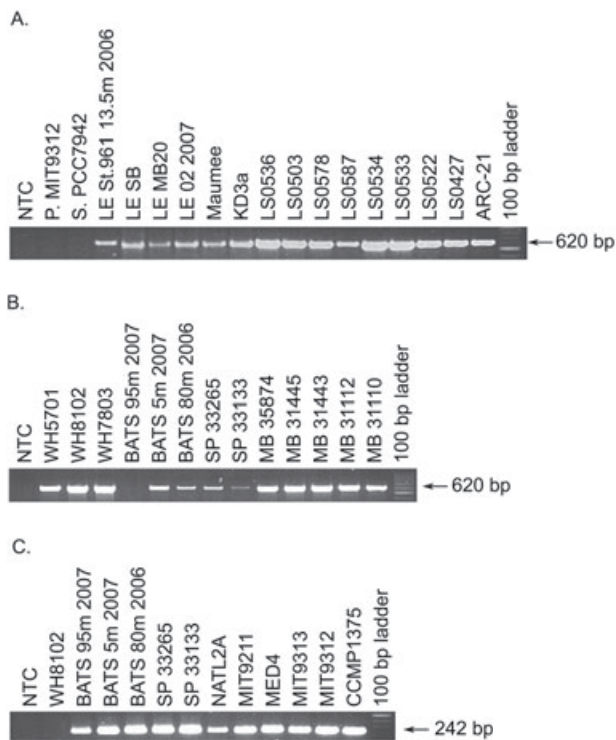 A.
NTC
P. MIT9312
S. PCC7942
LE St.961 13.5m 2006
LE SB
LE MB20
LE 02 2007
Maumee
KD3a
LS0536
LS0503
LS0578
LS0587
LS0534
LS0533
LS0522
LS0427
ARC-21
100 bp ladder
620 bp
B.
NTC
WH5701
WH8102
WH7803
BATS 95m 2007
BATS 5m 2007
BATS 80m 2006
SP 33265
SP 33133
MB 35874
MB 31445
MB 31443
MB 31112
MB 31110
100 bp ladder
620 bp
C.
NTC
WH8102
BATS 95m 2007
BATS 5m 2007
BATS 80m 2006
SP 33265
SP 33133
NATL2A
MIT9211
MED4
MIT9313
MIT9312
CCMP1375
100 bp ladder
242 bp